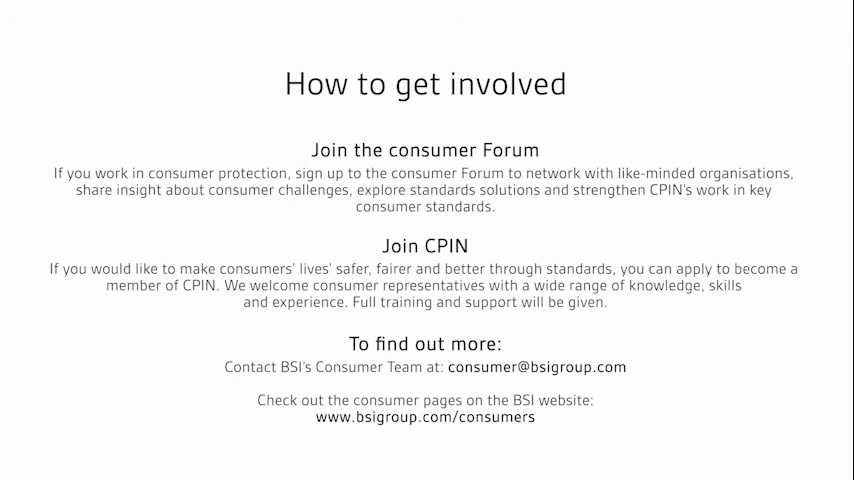 How to get involved
Join the consumer Forum
If you work in consumer protection, sign up to the consumer Forum to network with like-minded organisations,
share insight about consumer challenges, explore standards solutions and strengthen CPIN's work in key
consumer standards.
Join CPIN
If you would like to make consumers' lives' safer, fairer and better through standards, you can apply to become a
member of CPIN. We welcome consumer representatives with a wide range of knowledge, skills
and experience. Full training and support will be given.
To find out more:
Contact BSI's Consumer Team at: consumer@bsigroup.com
Check out the consumer pages on the BSI website:
www.bsigroup.com/consumers